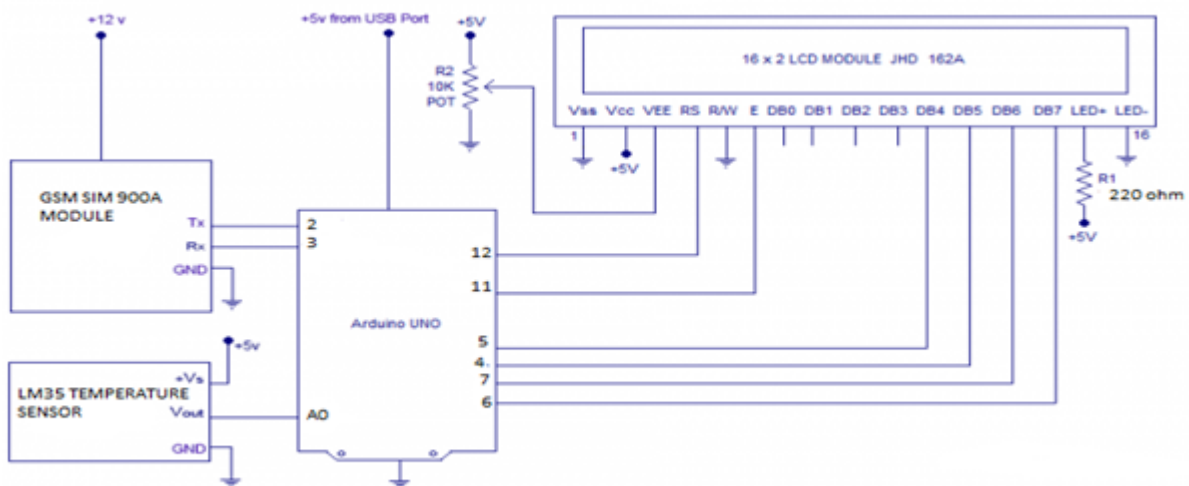 +12 v
+5v from USB Port
+5V
R2
10K
POT
16 x 2 LCD MODULE JHD 162A
Vss Vcc VEE RS R/W E DB0 DB1 DB2 DB3 DB4 DB5 DB6 DB7 LED+ LED-
1
16
+5V
R1
220 ohm
+5V
GSM SIM 900A
MODULE
Tx
Rx
GND
2
3
12
11
Arduino UNO
5
4.
7
6
A0
+5v
+Vs
LM35 TEMPERATURE
SENSOR
Vout
GND